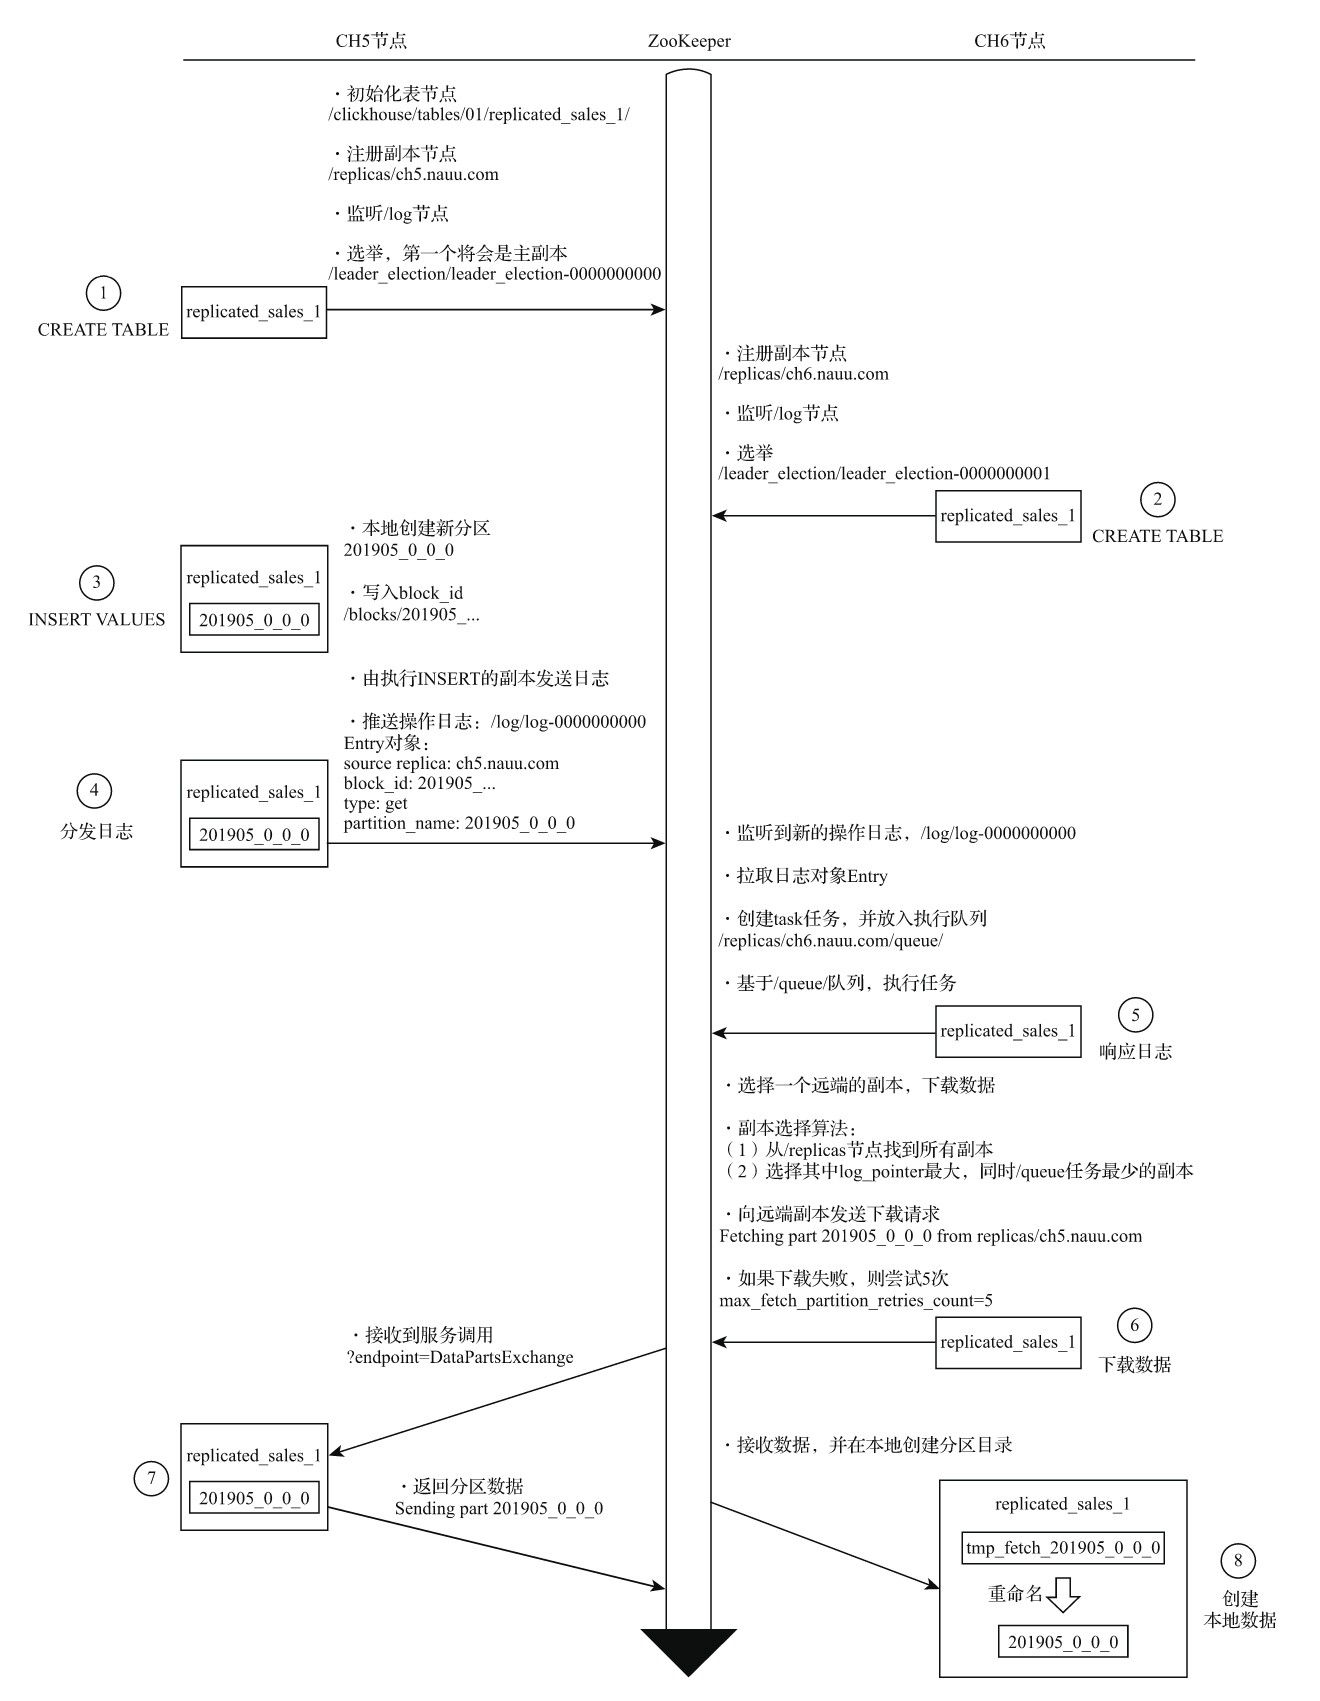 CH5节点
ZooKeeper
CH6节点
·初始化表节点
/clickhouse/tables/01/replicated_sales_1/
·注册副本节点
/replicas/ch5.nauu.com
·监听/log节点
·选举，第一个将会是主副本
/leader_election/leader_election-0000000000
1
CREATE TABLE
replicated_sales_1
·注册副本节点
/replicas/ch6.nauu.com
·监听/log节点
·选举
/leader_election/leader_election-0000000001
replicated_sales_1
2
CREATE TABLE
3
INSERT VALUES
replicated_sales_1
201905_0_0_0
·本地创建新分区
201905_0_0_0
·写入block_id
/blocks/201905_...
·由执行INSERT的副本发送日志
·推送操作日志：/log/log-0000000000
Entry对象：
source replica: ch5.nauu.com
block_id: 201905_...
type: get
partition_name: 201905_0_0_0
4
分发日志
replicated_sales_1
201905_0_0_0
·监听到新的操作日志，/log/log-0000000000
·拉取日志对象Entry
·创建task任务，并放入执行队列
/replicas/ch6.nauu.com/queue/
·基于/queue/队列，执行任务
replicated_sales_1
5
响应日志
·选择一个远端的副本，下载数据
·副本选择算法：
（1）从/replicas节点找到所有副本
（2）选择其中log_pointer最大，同时/queue任务最少的副本
·向远端副本发送下载请求
Fetching part 201905_0_0_0 from replicas/ch5.nauu.com
·如果下载失败，则尝试5次
max_fetch_partition_retries_count=5
replicated_sales_1
6
下载数据
·接收到服务调用
?endpoint=DataPartsExchange
7
replicated_sales_1
201905_0_0_0
·返回分区数据
Sending part 201905_0_0_0
·接收数据，并在本地创建分区目录
replicated_sales_1
tmp_fetch_201905_0_0_0
重命名
201905_0_0_0
8
创建
本地数据